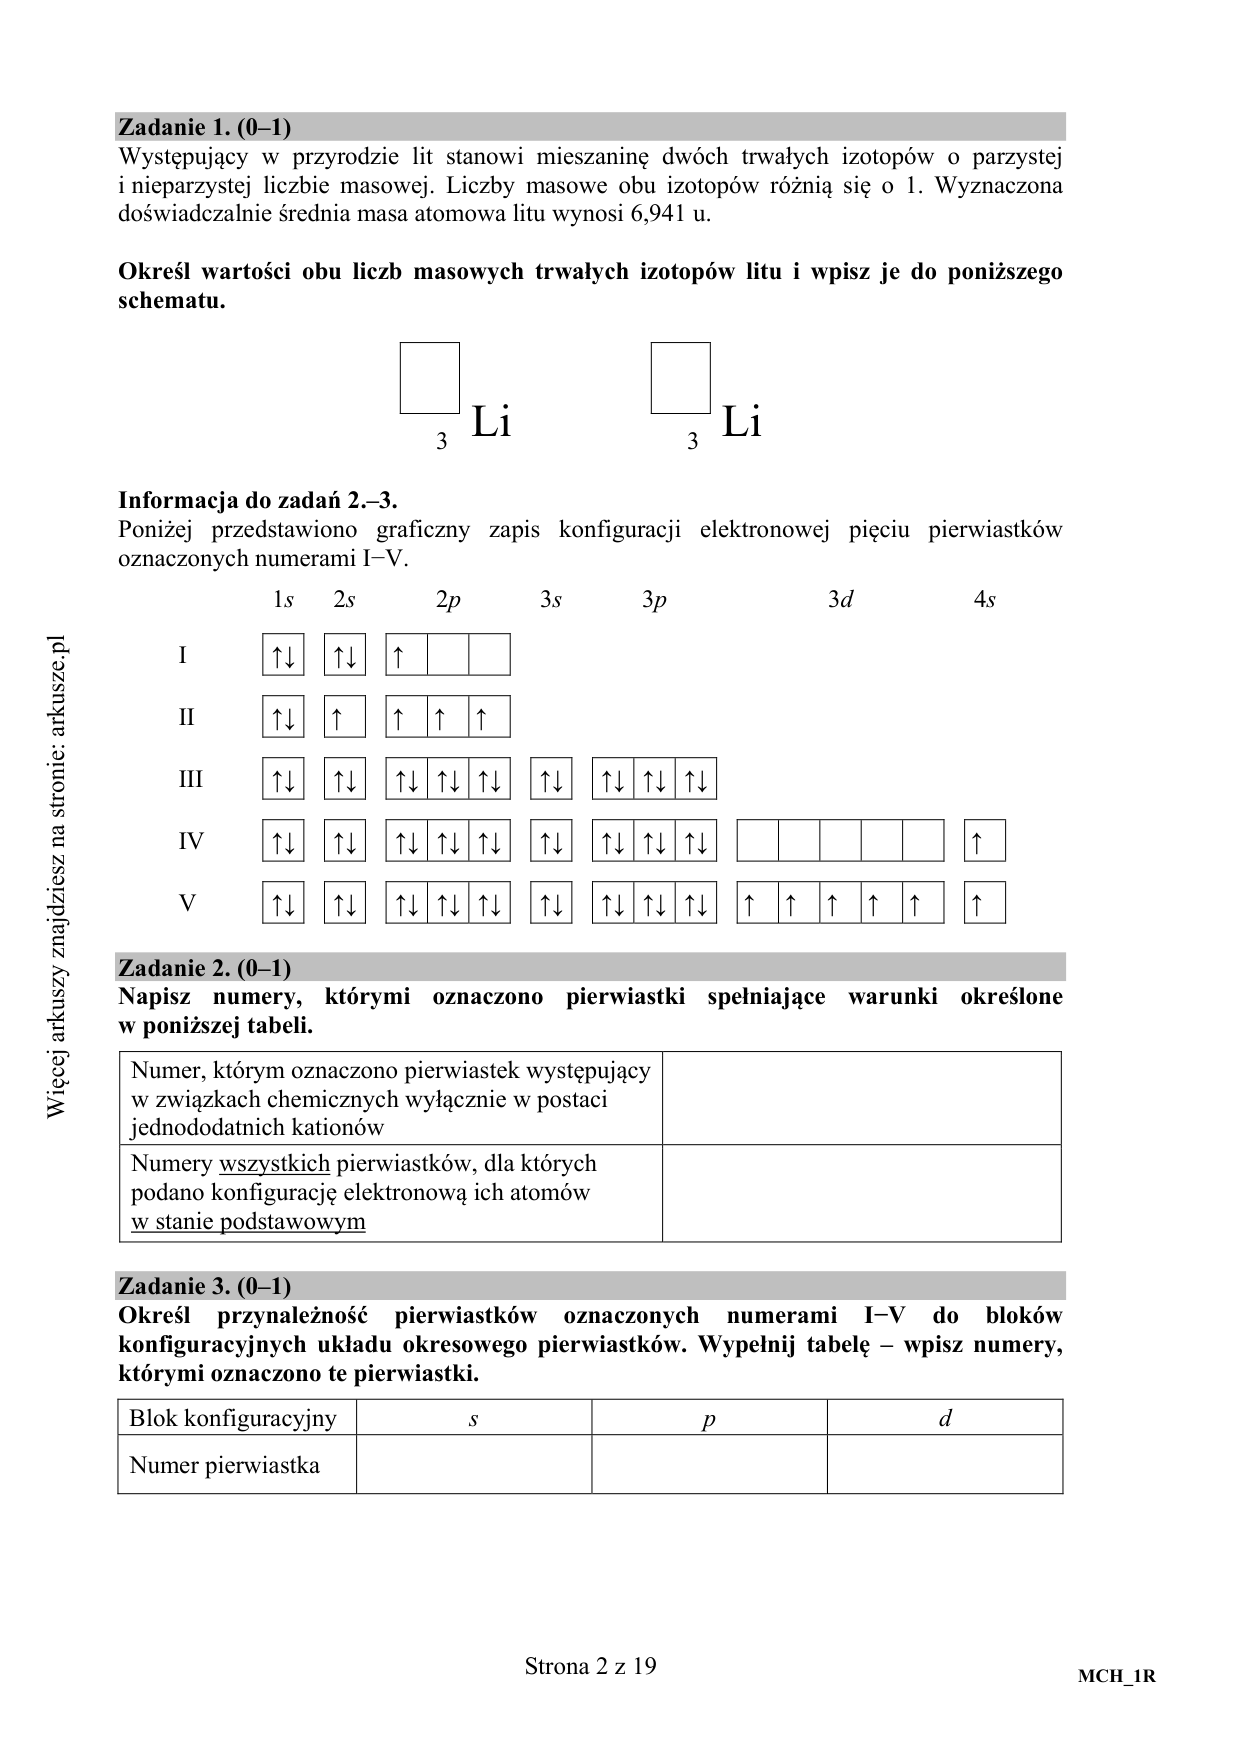 Zadanie 1. (0–1)
Występujący w przyrodzie lit stanowi mieszaninę dwóch trwałych izotopów o parzystej
i nieparzystej liczbie masowej. Liczby masowe obu izotopów różnią się o 1. Wyznaczona
doświadczalnie średnia masa atomowa litu wynosi 6,941 u.
Określ wartości obu liczb masowych trwałych izotopów litu i wpisz je do poniższego
schematu.
3 Li 3 Li
Informacja do zadań 2.–3.
Poniżej przedstawiono graficzny zapis konfiguracji elektronowej pięciu pierwiastków
oznaczonych numerami I−V.
1s 2s 2p 3s 3p 3d 4s
I ↑↓ ↑↓ ↑
II ↑↓ ↑ ↑ ↑ ↑
III ↑↓ ↑↓ ↑↓ ↑↓ ↑↓ ↑↓ ↑↓ ↑↓ ↑↓
IV ↑↓ ↑↓ ↑↓ ↑↓ ↑↓ ↑↓ ↑↓ ↑↓ ↑↓ ↑
V ↑↓ ↑↓ ↑↓ ↑↓ ↑↓ ↑↓ ↑↓ ↑↓ ↑↓ ↑ ↑ ↑ ↑ ↑ ↑
Zadanie 2. (0–1)
Napisz numery, którymi oznaczono pierwiastki spełniające warunki określone
w poniższej tabeli.
Numer, którym oznaczono pierwiastek występujący
w związkach chemicznych wyłącznie w postaci
jednododatnich kationów
Numery wszystkich pierwiastków, dla których
podano konfigurację elektronową ich atomów
w stanie podstawowym
Zadanie 3. (0–1)
Określ przynależność pierwiastków oznaczonych numerami I−V do bloków
konfiguracyjnych układu okresowego pierwiastków. Wypełnij tabelę – wpisz numery,
którymi oznaczono te pierwiastki.
Blok konfiguracyjny s p d
Numer pierwiastka
Strona 2 z 19
MCH_1R
Więcej arkuszy znajdziesz na stronie: arkusze.pl